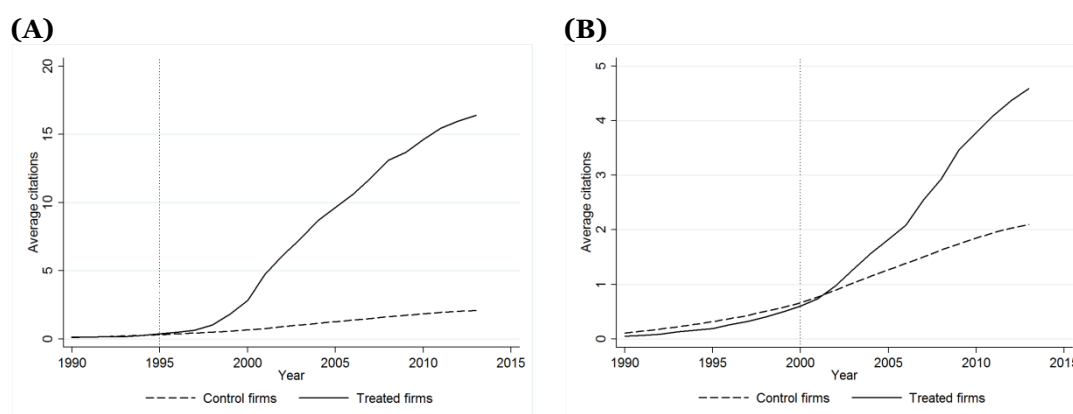 (A)
(B)
Average citations
20
15
10
5
0
1990 1995 2000 2005 2010 2015
Year
Control firms Treated firms
Average citations
5
4
3
2
1
0
1990 1995 2000 2005 2010 2015
Year
Control firms Treated firms